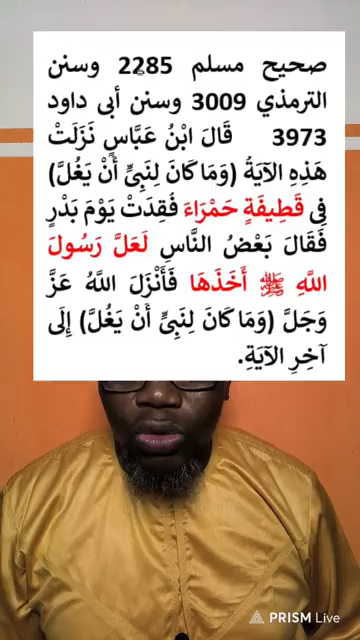 صحيح مسلم 2285 وسنن
الترمذي 3009 وسنن أبى داود
3973 قَالَ ابْنُ عَبَّاسٍ نَزَلَتْ
هَذِهِ الآيَةُ (وَمَا كَانَ لِنَبِيٍّ أَنْ يَغُلَّ)
فِى قَطِيفَةٍ حَمْرَاءَ فُقِدَتْ يَوْمَ بَدْرٍ
فَقَالَ بَعْضُ النَّاسِ لَعَلَّ رَسُولَ
اللَّهِ ﷺ أَخَذَهَا فَأَنْزَلَ اللَّهُ عَزَّ
وَجَلَّ (وَمَا كَانَ لِنَبِيٍّ أَنْ يَغُلَّ) إِلَى
آخِرِ الآيَةِ.
PRISM Live